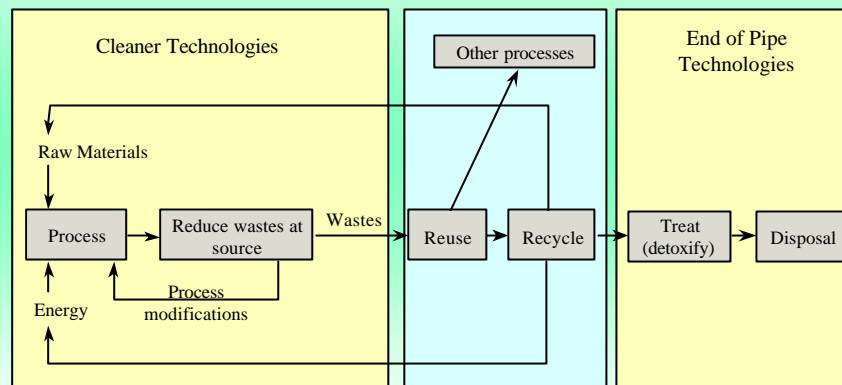 Cleaner Technologies
Other processes
End of Pipe
Technologies
Raw Materials
Process
Reduce wastes at
source
Wastes
Reuse
Recycle
Treat
(detoxify)
Disposal
Process
modifications
Energy